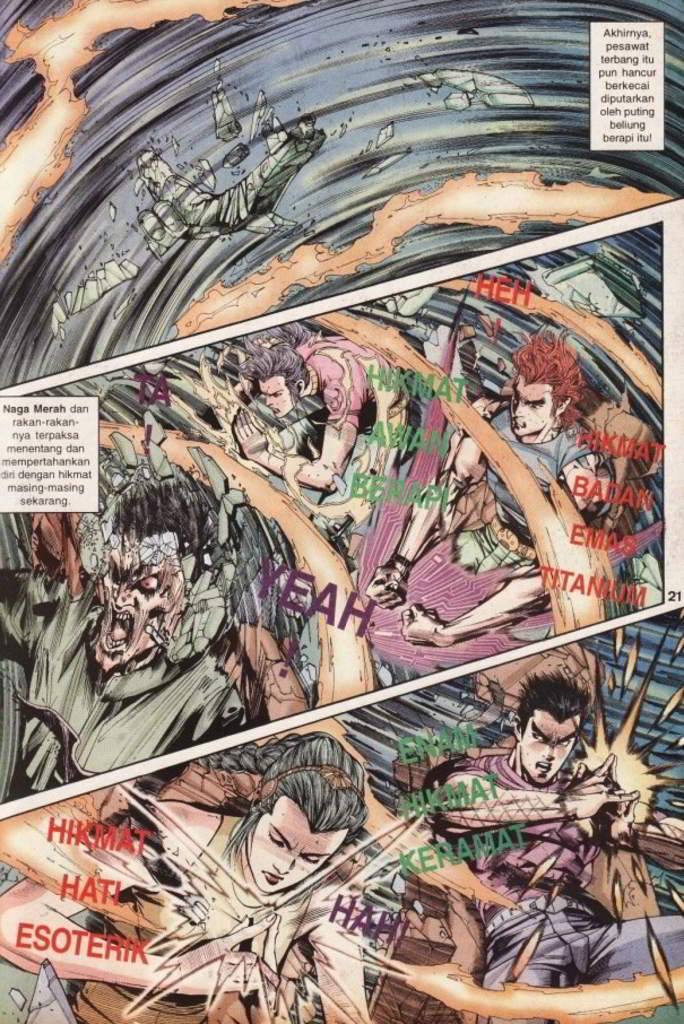 Akhirnya,
pesawat
terbang itu
pun hancur
berkecai
diputarkan
oleh puting
beliung
berapi itu!
HEH
!
TA
!
HIKMAT
AWAN
BERAPI
HIKMAT
BADAN
EMAS
TITANIUM
Naga Merah dan
rakan-rakan-
nya terpaksa
menentang dan
mempertahankan
diri dengan hikmat
masing-masing
sekarang.
YEAH
!
21
ENAM
HIKMAT
KERAMAT
HIKMAT
HATI
ESOTERIK
HAH!